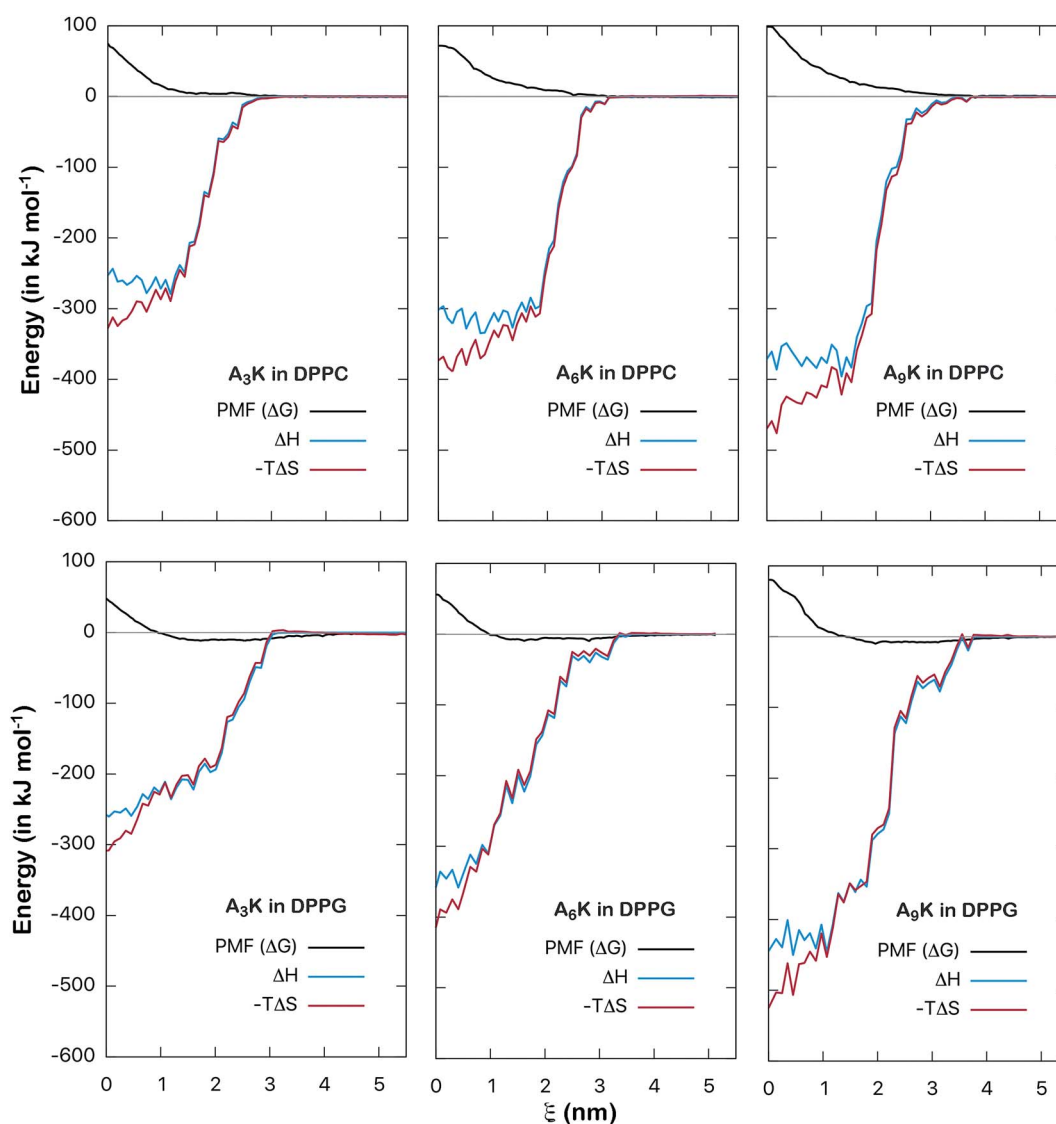 100
0
-100
-200
-300
-400
-500
-600
Energy (in kJ mol⁻¹)
A₃K in DPPC
PMF (ΔG)
ΔH
-TΔS
A₆K in DPPC
PMF (ΔG)
ΔH
-TΔS
A₉K in DPPC
PMF (ΔG)
ΔH
-TΔS
100
0
-100
-200
-300
-400
-500
-600
Energy (in kJ mol⁻¹)
A₃K in DPPG
PMF (ΔG)
ΔH
-TΔS
A₆K in DPPG
PMF (ΔG)
ΔH
-TΔS
A₉K in DPPG
PMF (ΔG)
ΔH
-TΔS
0 1 2 3 4 5
0 1 2 3 4 5
0 1 2 3 4 5
ξ (nm)